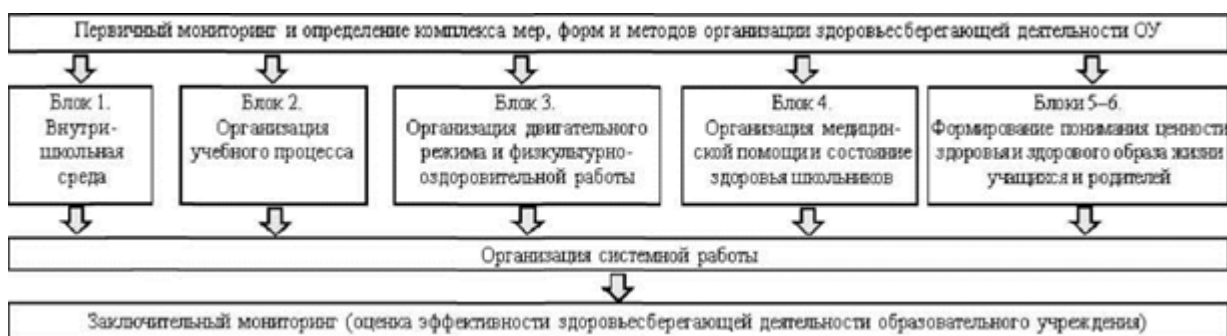 Первичный мониторинг и определение комплекса мер, форм и методов организации здоровьесберегающей деятельности ОУ
Блок 1.
Внутри-
школьная
среда
Блок 2.
Организация
учебного процесса
Блок 3.
Организация двигательного
режима и физкультурно-
оздоровительной работы
Блок 4.
Организация медицин-
ской помощи и состояние
здоровья школьников
Блоки 5–6.
Формирование понимания ценности
здоровья и здорового образа жизни
учащихся и родителей
Организация системной работы
Заключительный мониторинг (оценка эффективности здоровьесберегающей деятельности образовательного учреждения)